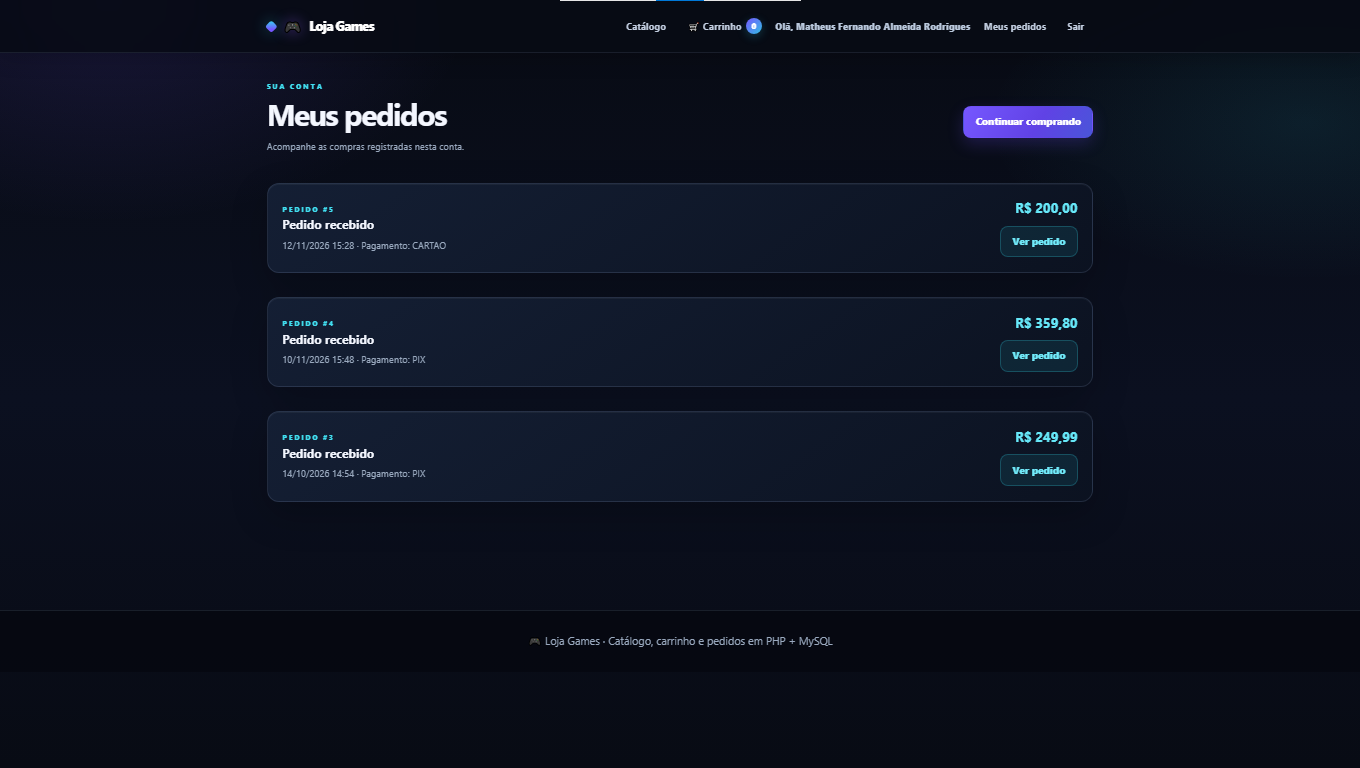 Loja Games
Catálogo
Carrinho 0
Olá, Matheus Fernando Almeida Rodrigues
Meus pedidos
Sair
SUA CONTA
Meus pedidos
Acompanhe as compras registradas nesta conta.
Continuar comprando
PEDIDO #5
Pedido recebido
12/11/2026 15:28 · Pagamento: CARTAO
R$ 200,00
Ver pedido
PEDIDO #4
Pedido recebido
10/11/2026 15:48 · Pagamento: PIX
R$ 359,80
Ver pedido
PEDIDO #3
Pedido recebido
14/10/2026 14:54 · Pagamento: PIX
R$ 249,99
Ver pedido
Loja Games · Catálogo, carrinho e pedidos em PHP + MySQL